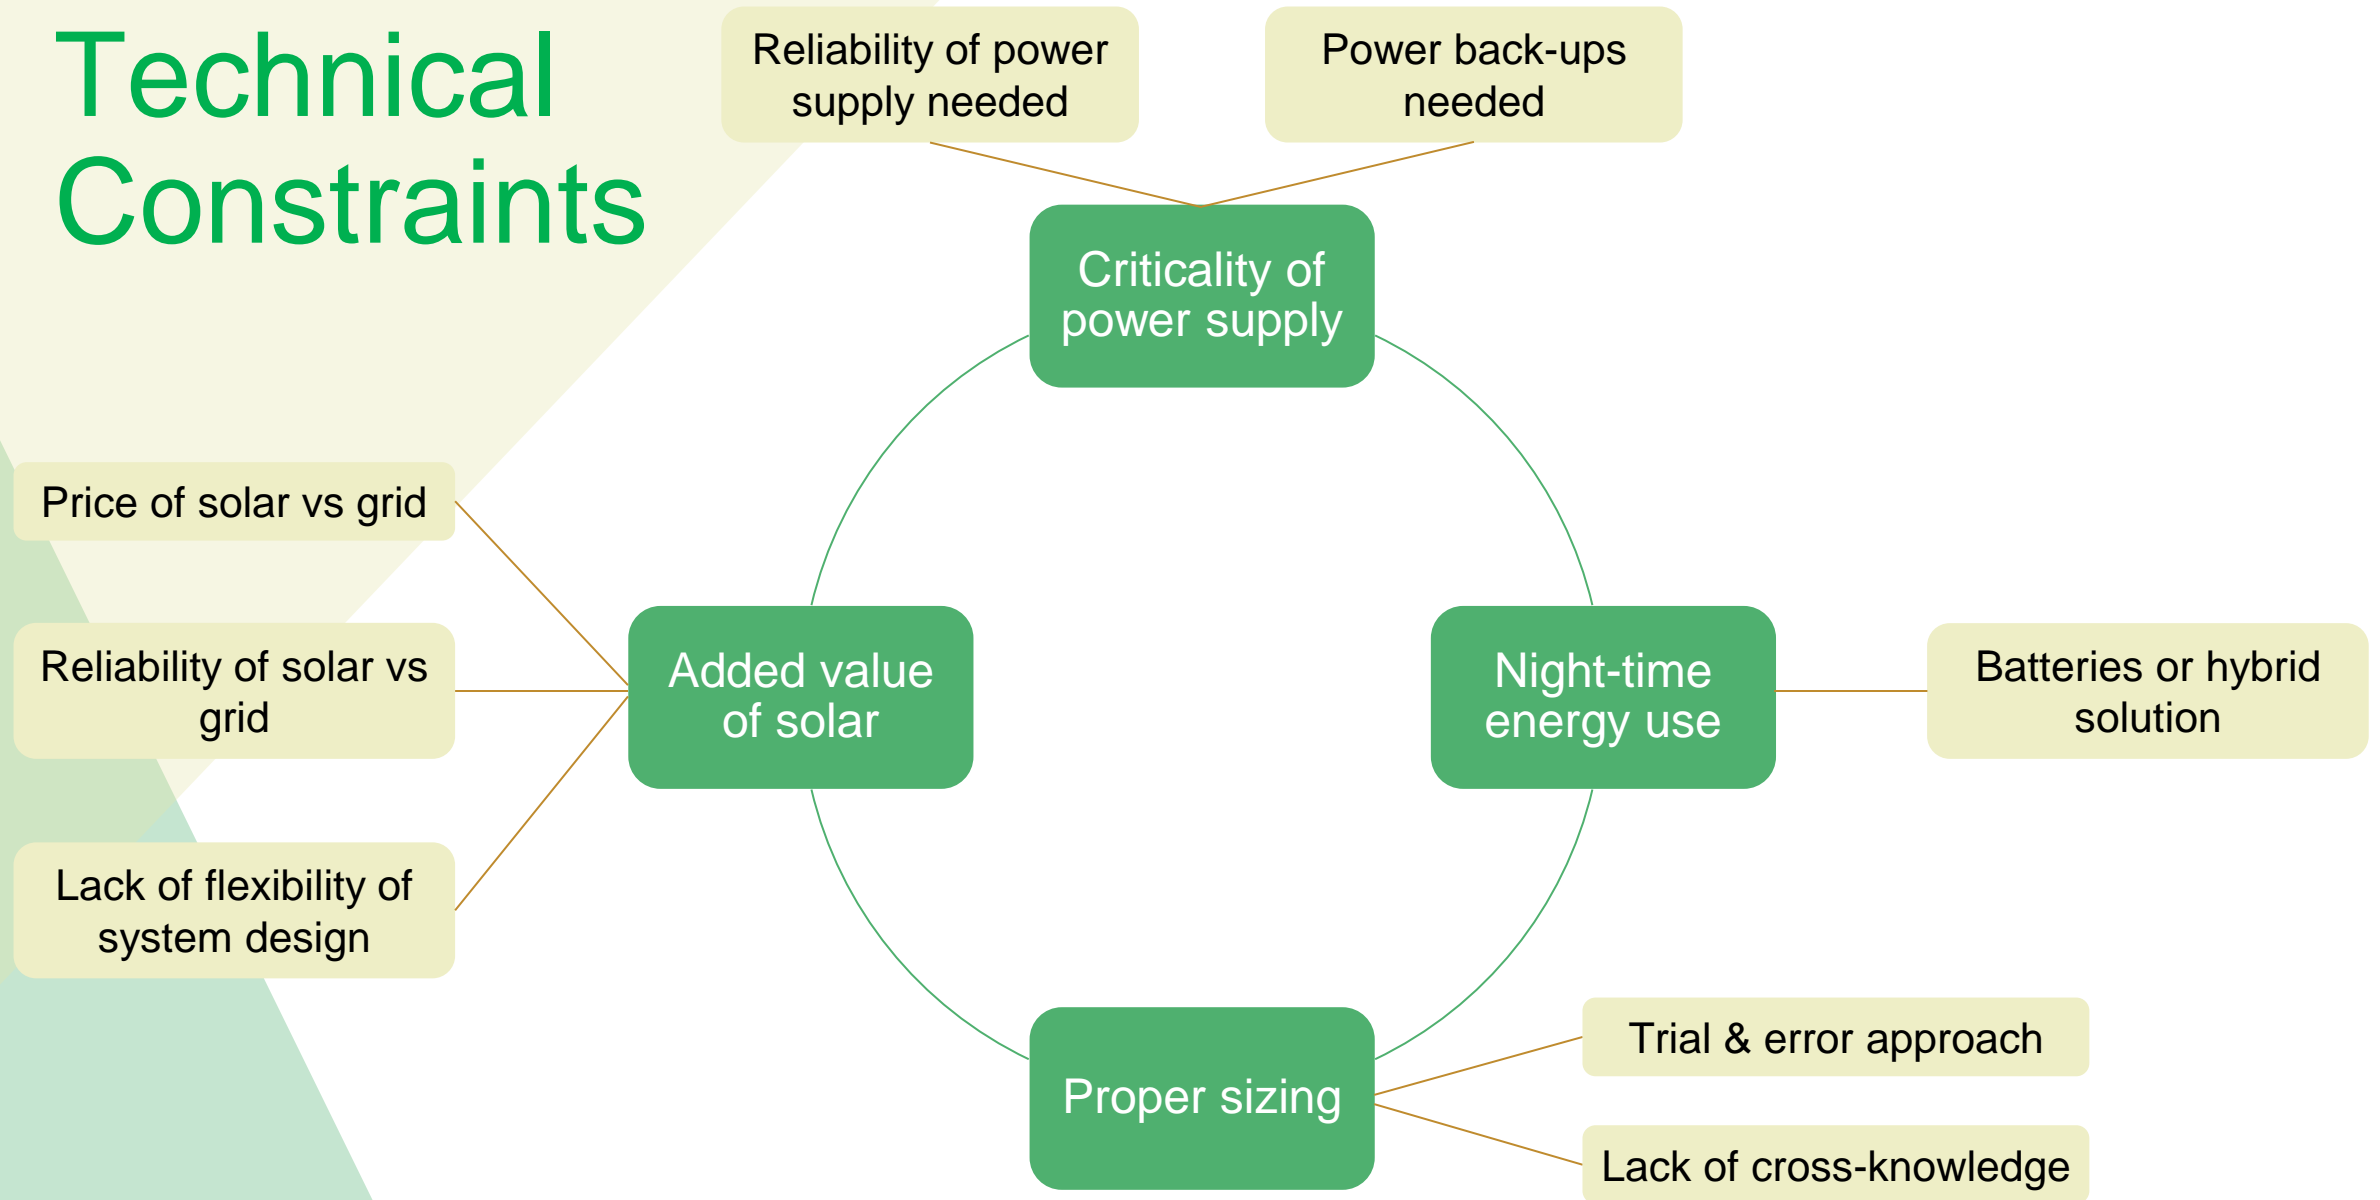 Technical
Constraints
Reliability of power
supply needed
Power back-ups
needed
Criticality of
power supply
Price of solar vs grid
Reliability of solar vs
grid
Lack of flexibility of
system design
Added value
of solar
Night-time
energy use
Batteries or hybrid
solution
Proper sizing
Trial & error approach
Lack of cross-knowledge